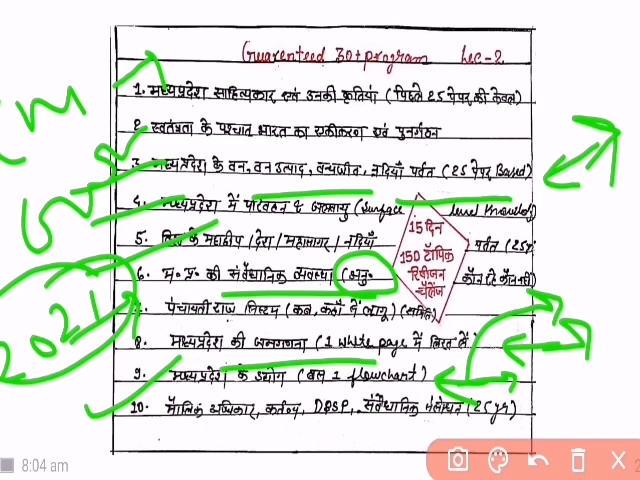 Guarenteed 30+program Lec-2.
1. मध्यप्रदेश साहित्यकार एवं उनकी कृतियां (पिछले 25 पेपर की केवल)
2. स्वतंत्रता के पश्चात भारत का एकीकरण एवं पुनर्गठन
3. मध्यप्रदेश के वन, वन उत्पाद, वन्यजीव, नदियाँ पर्वत (25 पेपर Based)
4. मध्यप्रदेश में परिवहन & जलवायु (Surface level
5. विश्व के महाद्वीप/देश/महासागर/नदियाँ पर्वत (25
6. म. प्र. की संवैधानिक व्यवस्था (अनु.
पंचायती राज सिस्टम (कब, कहाँ में लागू)
8. मध्यप्रदेश की जनगणना (1 white page में
9. मध्यप्रदेश के उद्योग (बस 1 flowchart)
10. मौलिक अधिकार, कर्तव्य, DPSP, संवैधानिक संसोधन (25 yr)
15 दिन
150 टॉपिक
रिवीजन
चैलेंज
2021
8:04 am